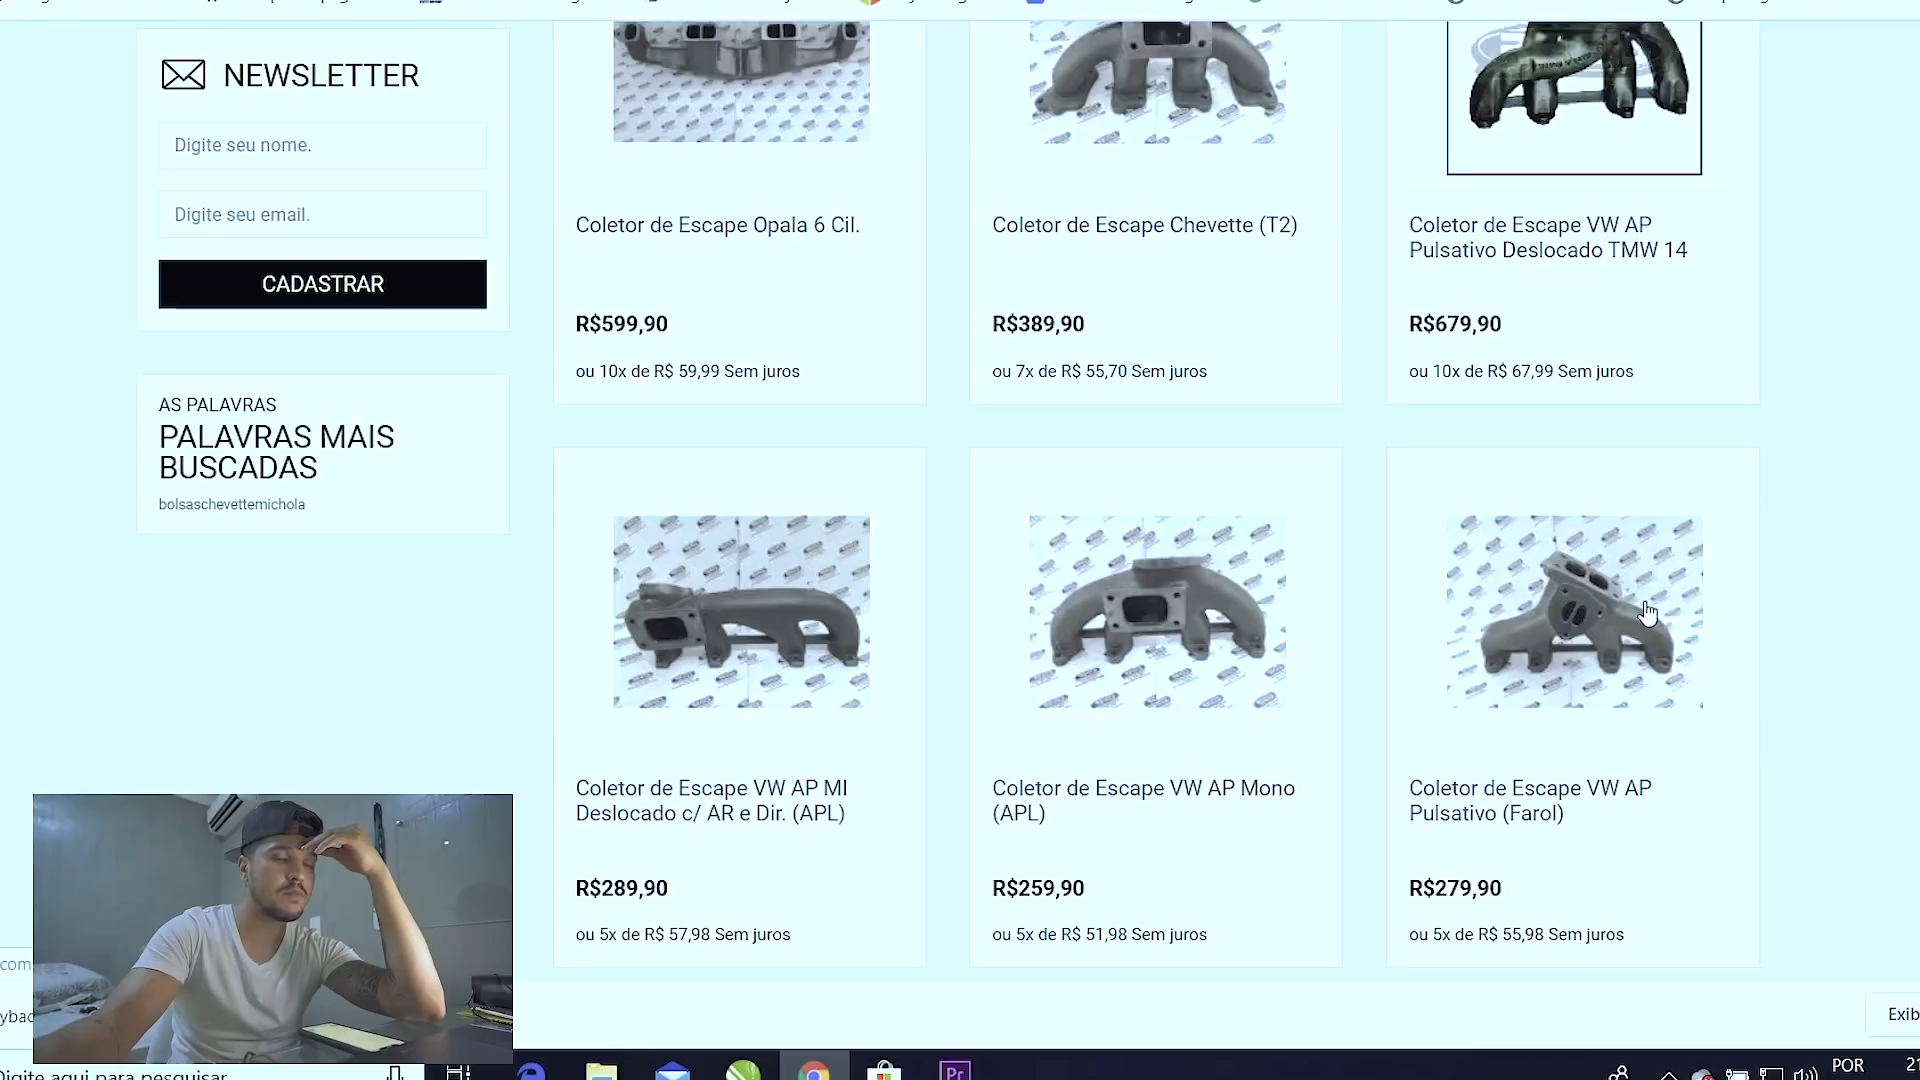 NEWSLETTER
Digite seu nome.
Digite seu email.
CADASTRAR
AS PALAVRAS
PALAVRAS MAIS
BUSCADAS
bolsaschevettemichola
Coletor de Escape Opala 6 Cil.
R$599,90
ou 10x de R$ 59,99 Sem juros
Coletor de Escape Chevette (T2)
R$389,90
ou 7x de R$ 55,70 Sem juros
Coletor de Escape VW AP
Pulsativo Deslocado TMW 14
R$679,90
ou 10x de R$ 67,99 Sem juros
Coletor de Escape VW AP MI
Deslocado c/ AR e Dir. (APL)
R$289,90
ou 5x de R$ 57,98 Sem juros
Coletor de Escape VW AP Mono
(APL)
R$259,90
ou 5x de R$ 51,98 Sem juros
Coletor de Escape VW AP
Pulsativo (Farol)
R$279,90
ou 5x de R$ 55,98 Sem juros
com
Exib
Digite aqui para pesquisar
Pr
POR